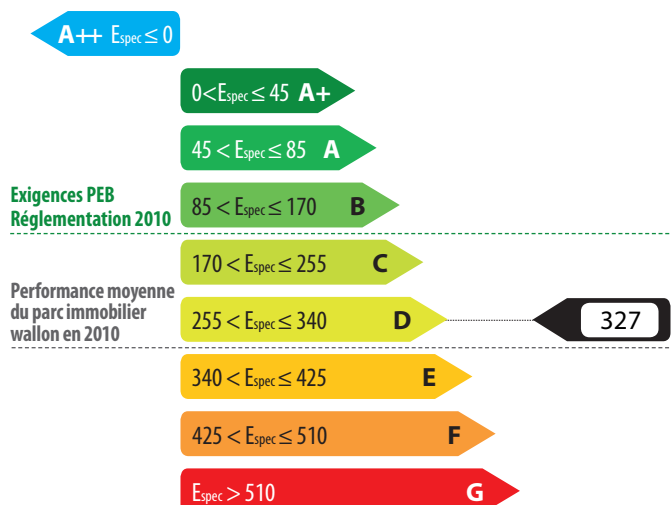 A++ Espec ≤ 0
0<Espec ≤ 45 A+
45 < Espec ≤ 85 A
Exigences PEB
Réglementation 2010
85 < Espec ≤ 170 B
170 < Espec ≤ 255 C
Performance moyenne
du parc immobilier
wallon en 2010
255 < Espec ≤ 340 D
327
340 < Espec ≤ 425 E
425 < Espec ≤ 510 F
Espec > 510 G